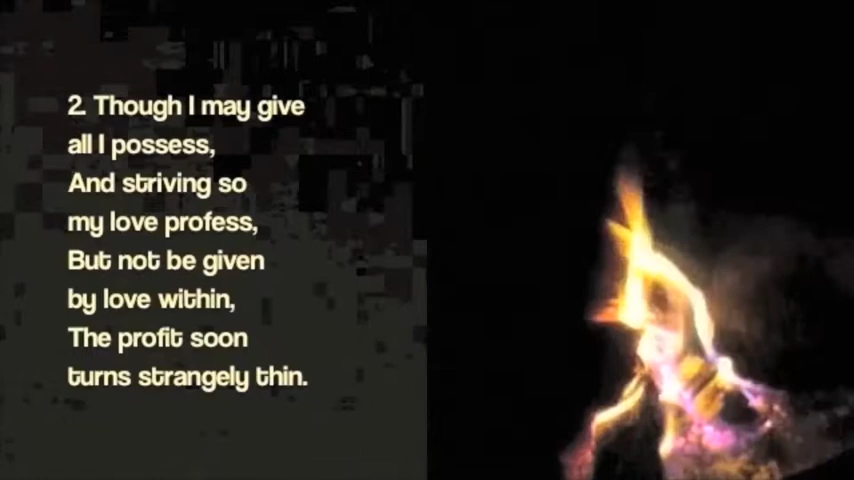 2. Though I may give
all I possess,
And striving so
my love profess,
But not be given
by love within,
The profit soon
turns strangely thin.